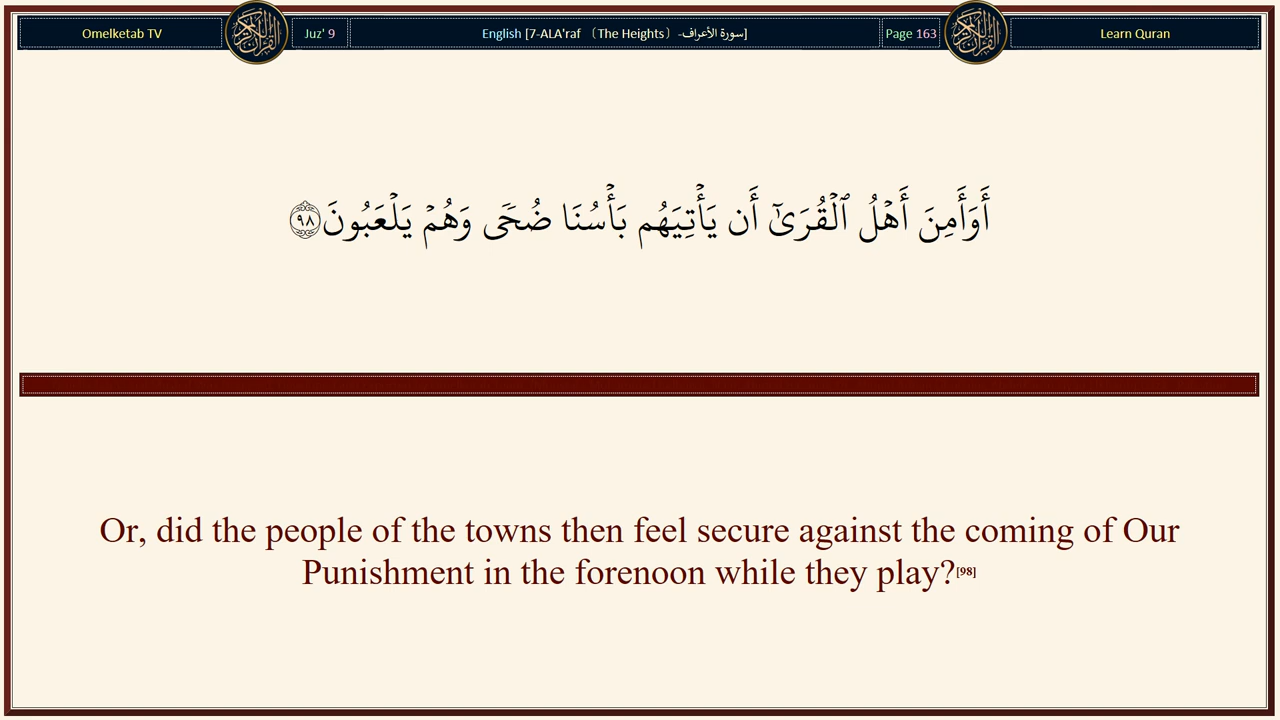 Omelketab TV
Juz' 9
English [7-ALA'raf （The Heights）-سورة الأعراف]
Page 163
Learn Quran
أَوَأَمِنَ أَهۡلُ ٱلۡقُرَىٰٓ أَن يَأۡتِيَهُم بَأۡسُنَا ضُحٗى وَهُمۡ يَلۡعَبُونَ ٩٨
Or, did the people of the towns then feel secure against the coming of Our
Punishment in the forenoon while they play?[98]